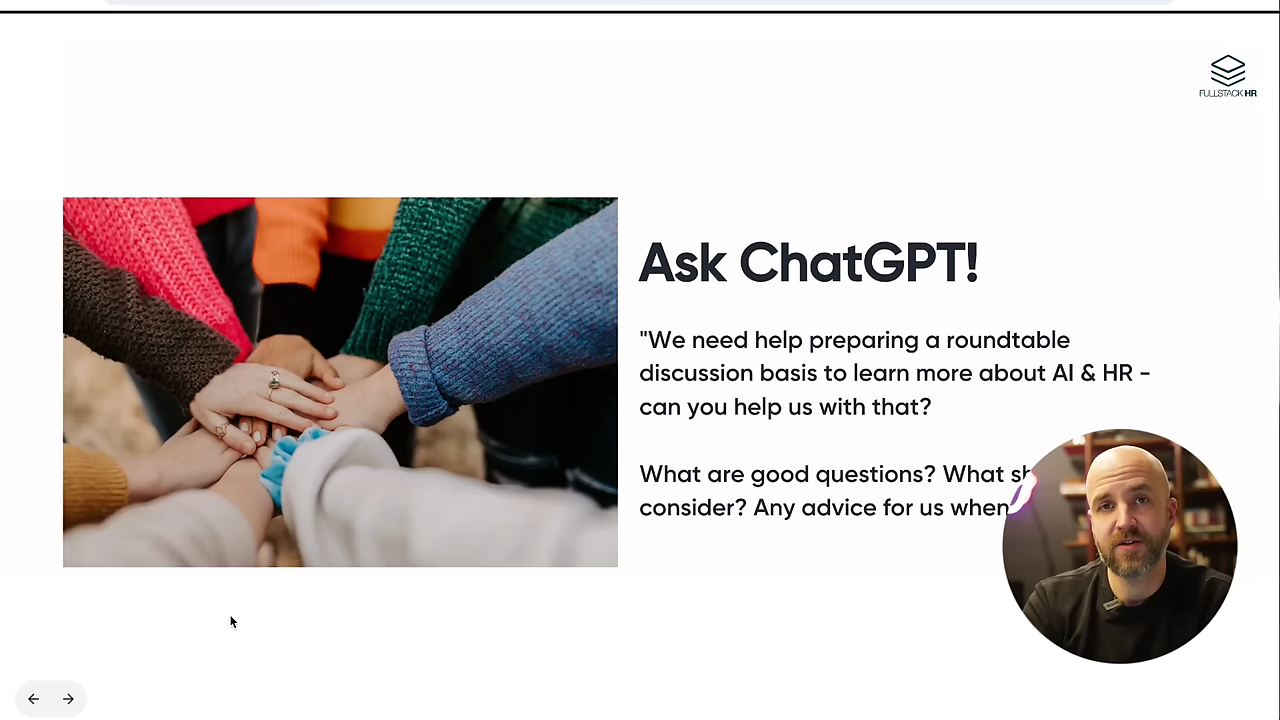 FULLSTACK HR
Ask ChatGPT!
"We need help preparing a roundtable
discussion basis to learn more about AI & HR -
can you help us with that?
What are good questions? What
consider? Any advice for us when